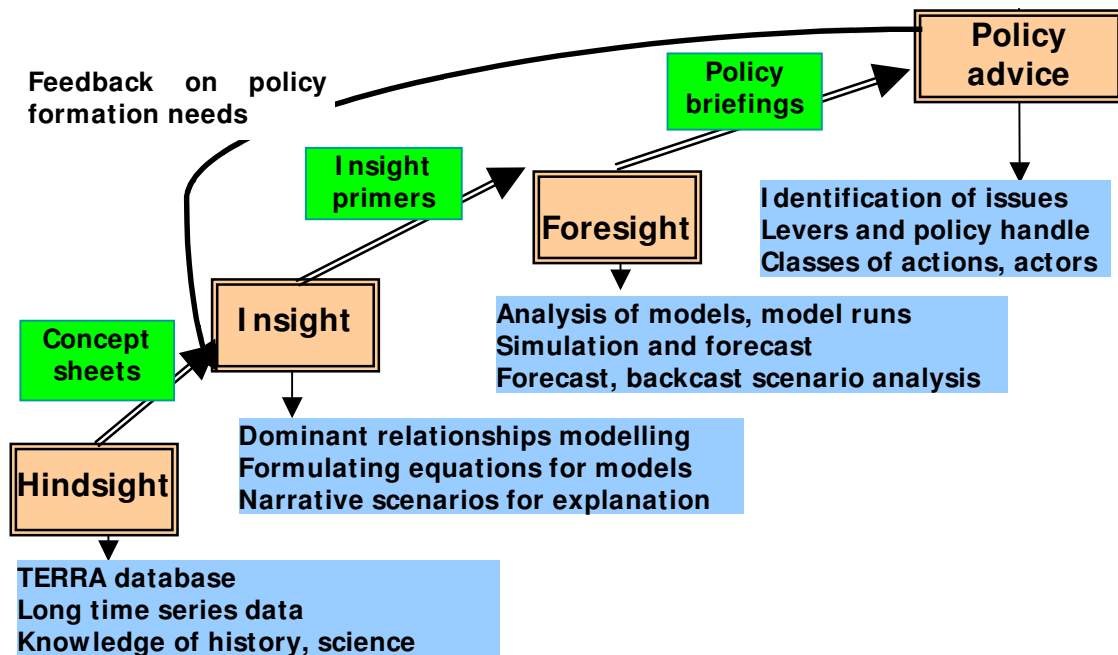 Policy
advice
Feedback on policy
formation needs
Policy
briefings
Insight
primers
Identification of issues
Levers and policy handle
Classes of actions, actors
Foresight
Insight
Analysis of models, model runs
Simulation and forecast
Forecast, backcast scenario analysis
Concept
sheets
Dominant relationships modelling
Formulating equations for models
Narrative scenarios for explanation
Hindsight
TERRA database
Long time series data
Knowledge of history, science